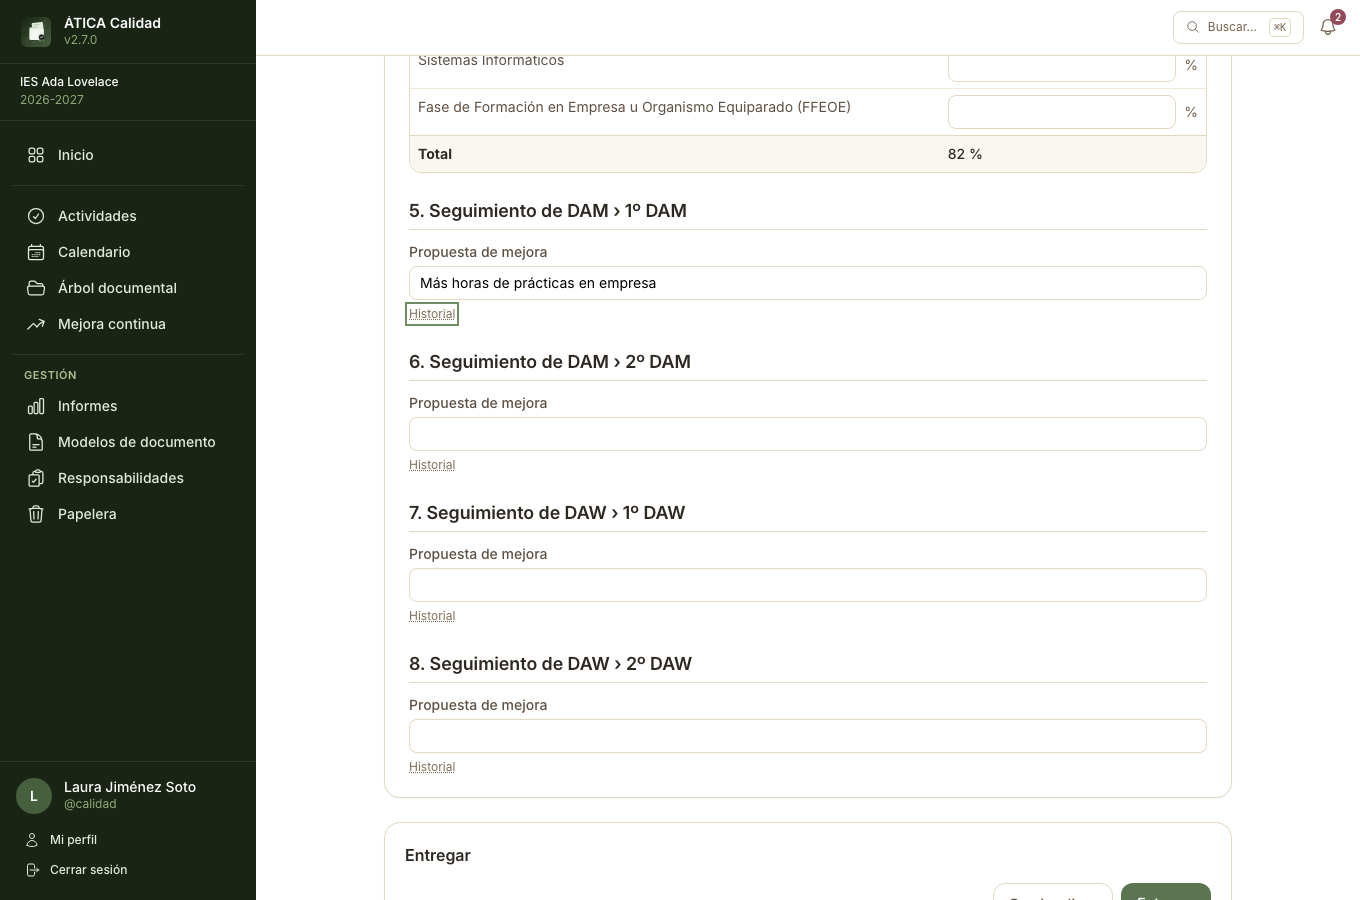 ÁTICA Calidad
v2.7.0
IES Ada Lovelace
2026-2027
Inicio
Actividades
Calendario
Árbol documental
Mejora continua
GESTIÓN
Informes
Modelos de documento
Responsabilidades
Papelera
Laura Jiménez Soto
L
@calidad
Mi perfil
Cerrar sesión
Buscar... ⌘K
2
Sistemas Informáticos %
Fase de Formación en Empresa u Organismo Equiparado (FFEOE) %
Total 82 %
5. Seguimiento de DAM › 1º DAM
Propuesta de mejora
Más horas de prácticas en empresa
Historial
6. Seguimiento de DAM › 2º DAM
Propuesta de mejora
Historial
7. Seguimiento de DAW › 1º DAW
Propuesta de mejora
Historial
8. Seguimiento de DAW › 2º DAW
Propuesta de mejora
Historial
Entregar